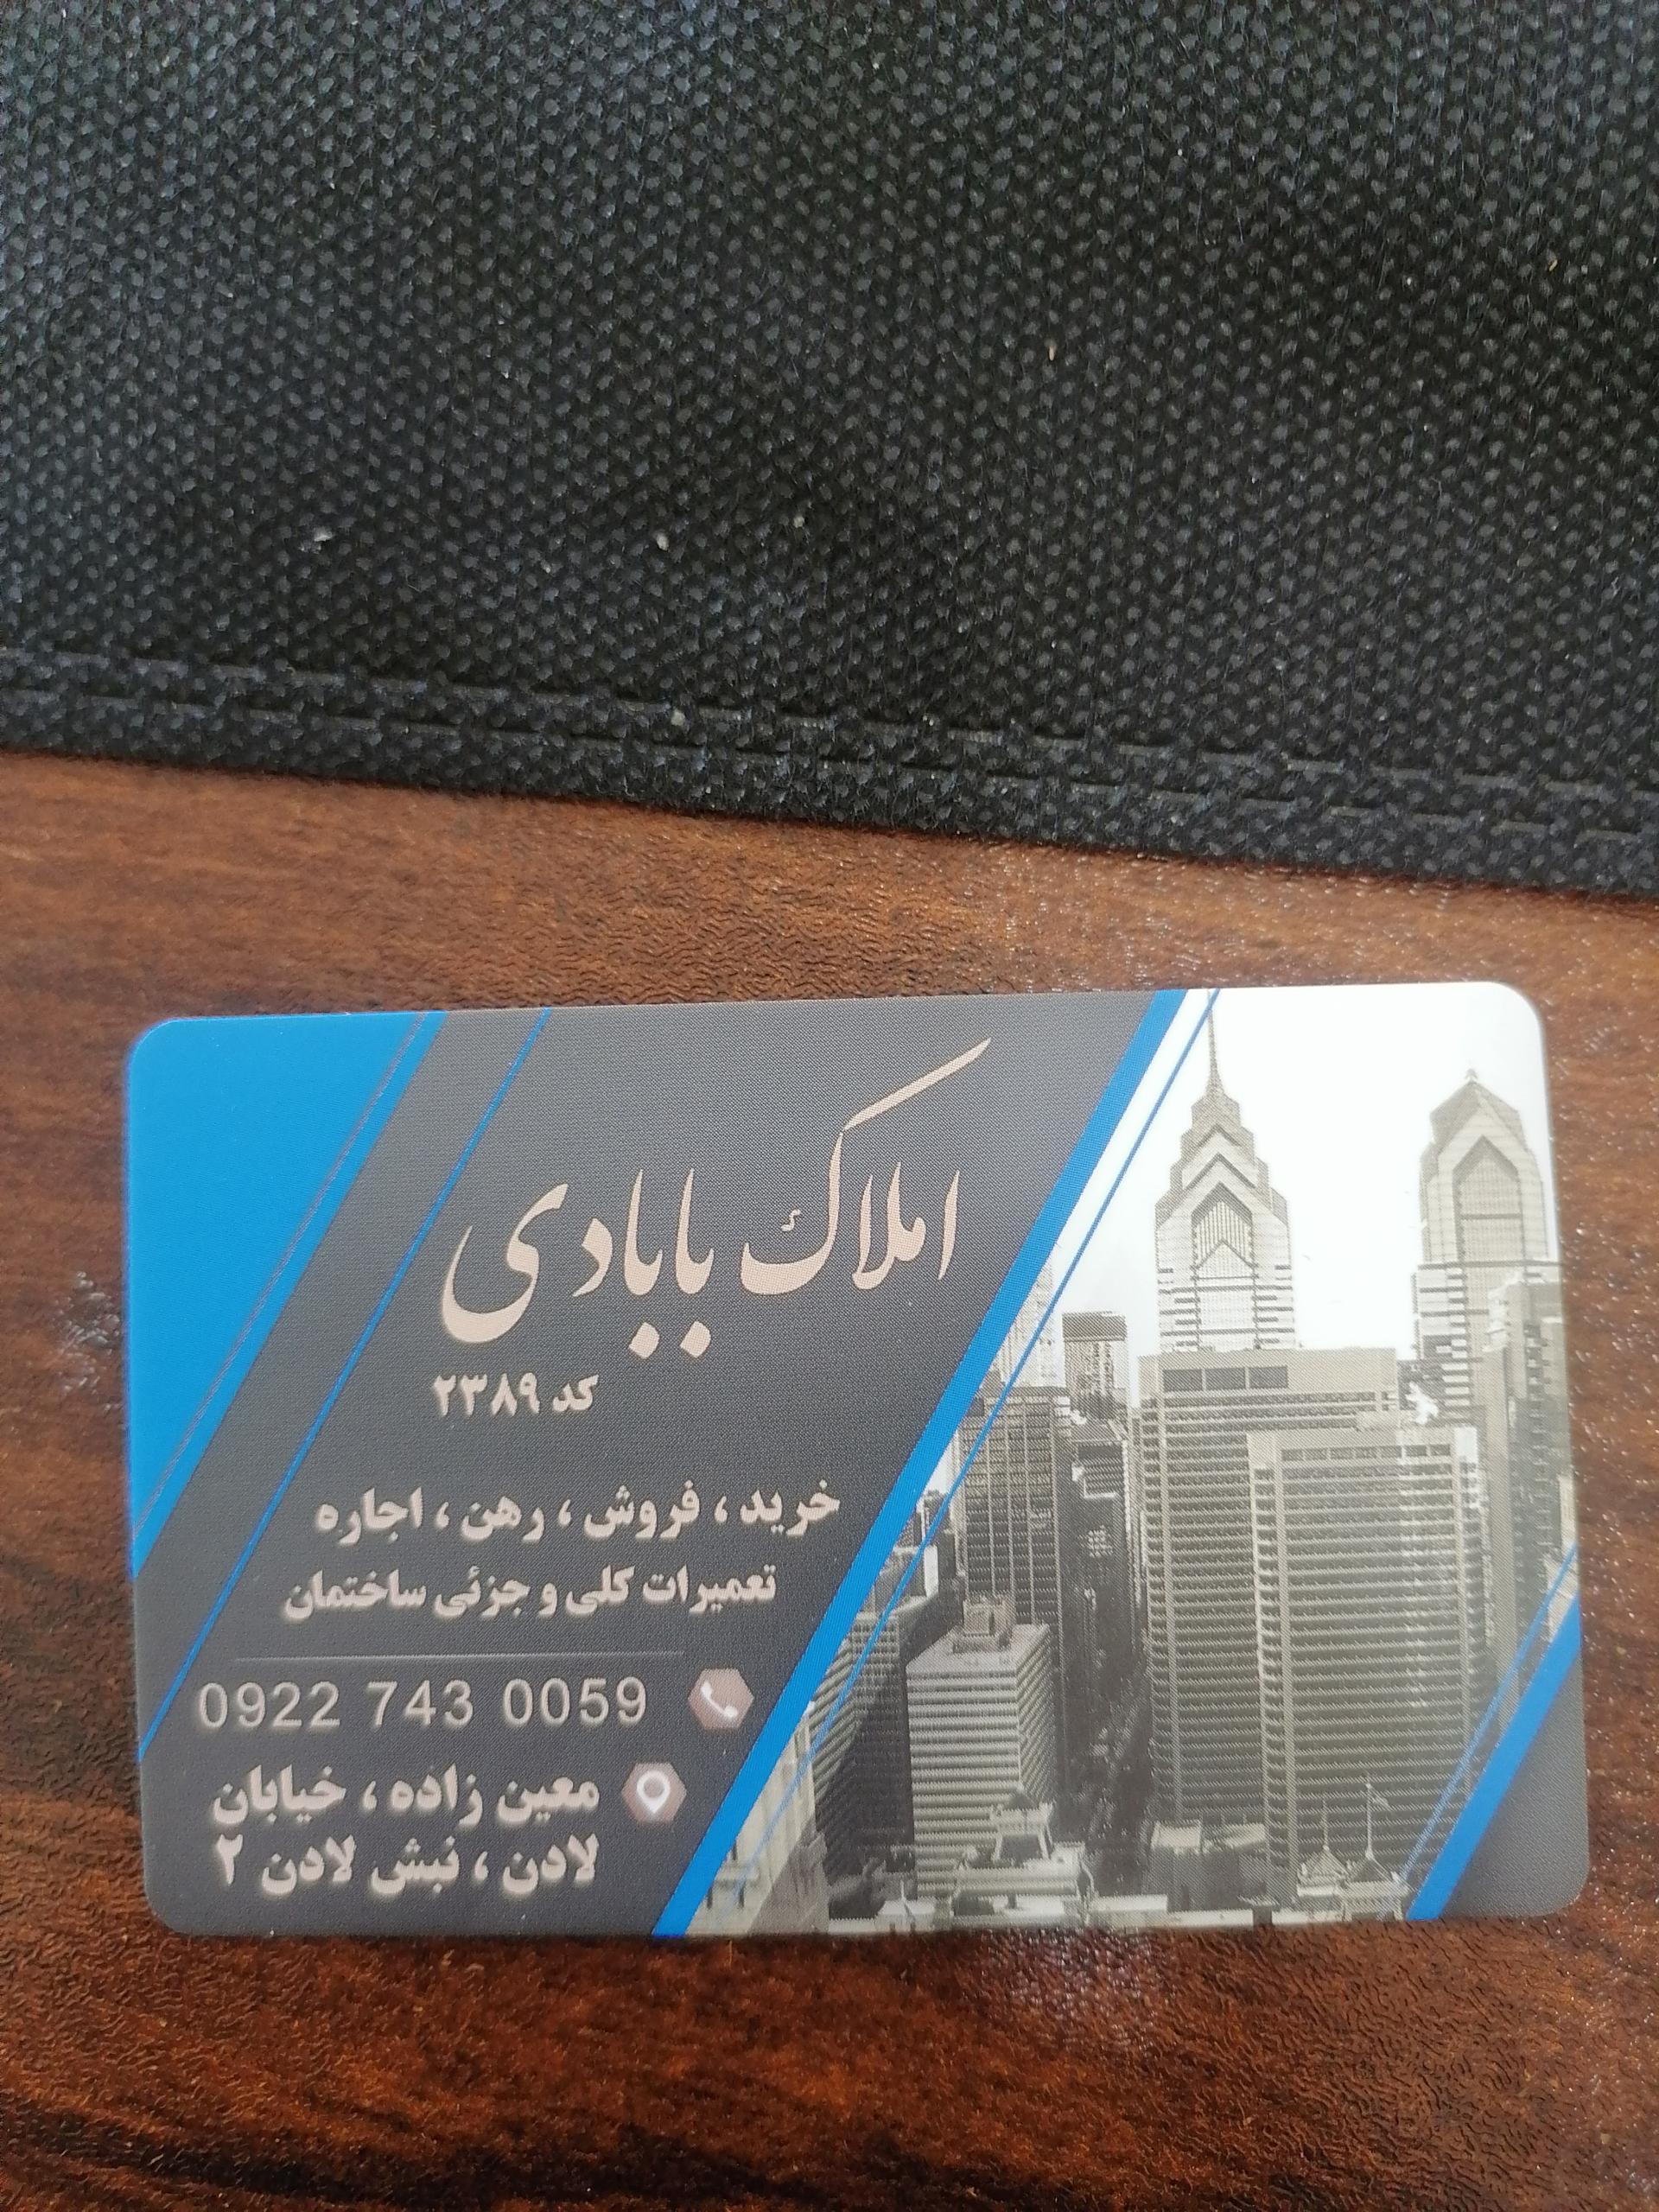 املاک بابادی
کد ۲۳۸۹
خرید ، فروش ، رهن ، اجاره
تعمیرات کلی و جزئی ساختمان
0922 743 0059
معین زاده ، خیابان
لادن ، نبش لادن ۲